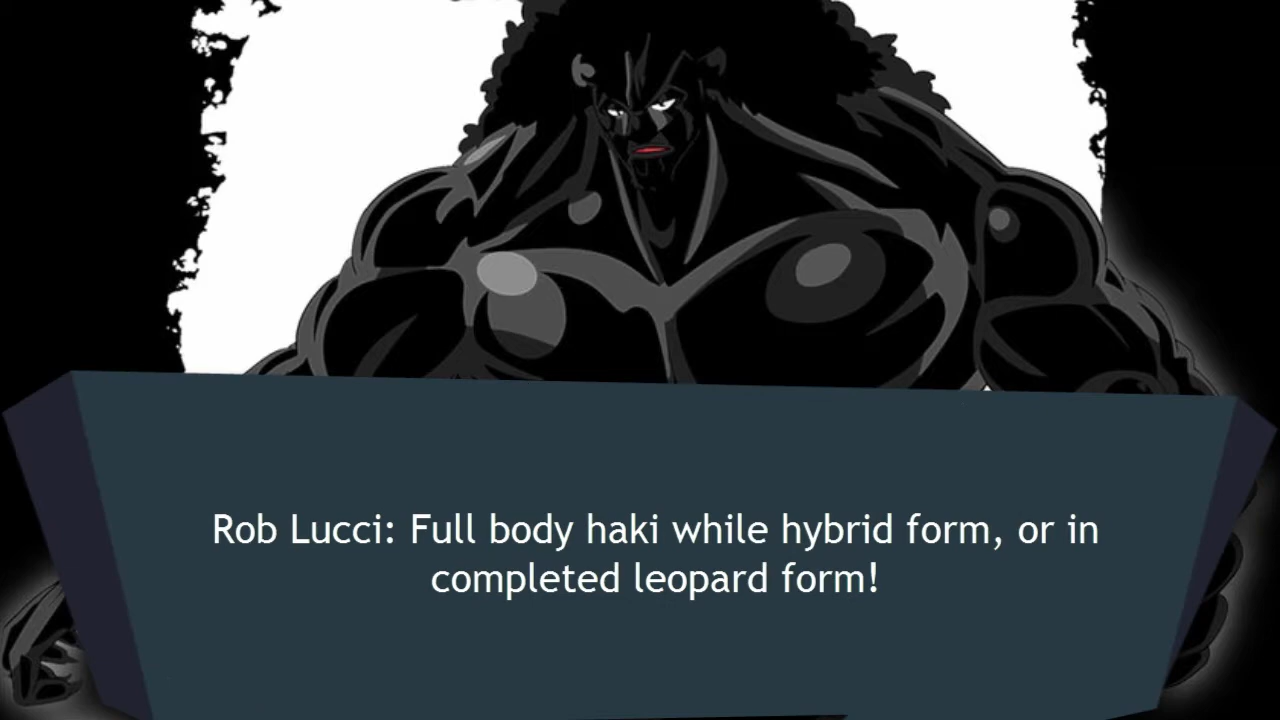 Rob Lucci: Full body haki while hybrid form, or in
completed leopard form!